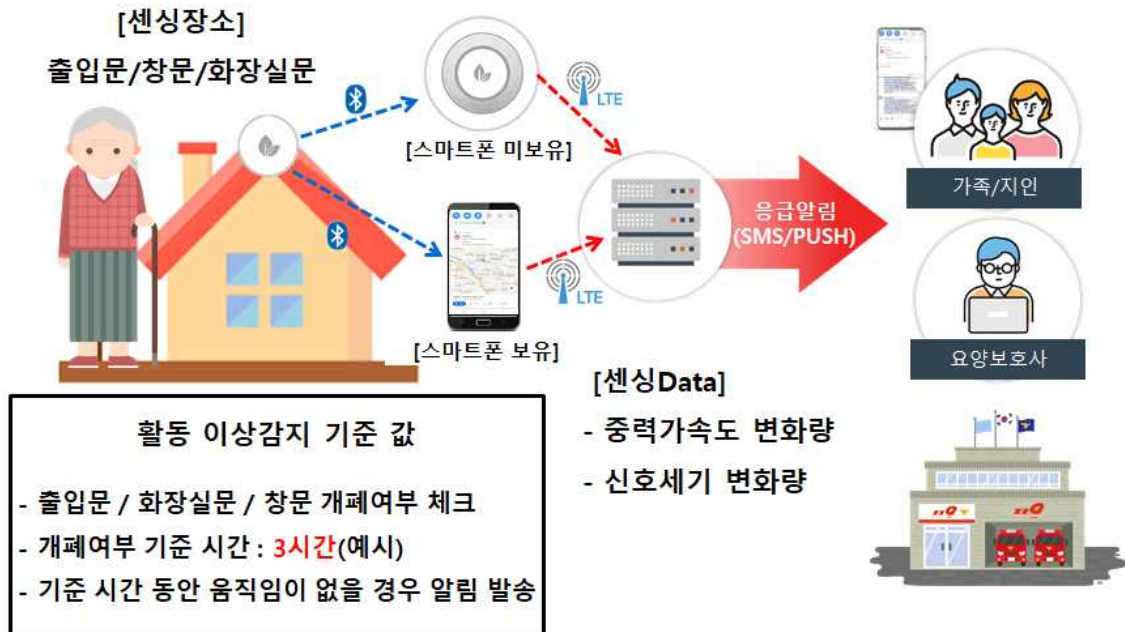 [센싱장소]
출입문/창문/화장실문
LTE
[스마트폰 미보유]
[스마트폰 보유]
LTE
응급알림
(SMS/PUSH)
가족/지인
요양보호사
[센싱Data]
- 중력가속도 변화량
- 신호세기 변화량
활동 이상감지 기준 값
- 출입문 / 화장실문 / 창문 개폐여부 체크
- 개폐여부 기준 시간 : 3시간(예시)
- 기준 시간 동안 움직임이 없을 경우 알림 발송